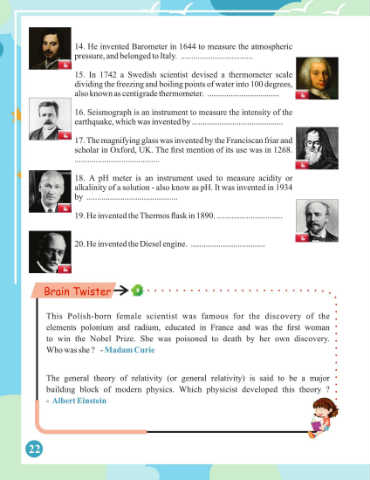 14. He invented Barometer in 1644 to measure the atmospheric
pressure, and belonged to Italy. ..................................
15. In 1742 a Swedish scientist devised a thermometer scale
dividing the freezing and boiling points of water into 100 degrees,
also known as centigrade thermometer. ..................................
16. Seismograph is an instrument to measure the intensity of the
earthquake, which was invented by ...........................................
17. The magnifying glass was invented by the Franciscan friar and
scholar in Oxford, UK. The first mention of its use was in 1268.
........................................
18. A pH meter is an instrument used to measure acidity or
alkalinity of a solution - also know as pH. It was invented in 1934
by ...........................................
19. He invented the Thermos flask in 1890. ...............................
20. He invented the Diesel engine. ...................................
Brain Twister
This Polish-born female scientist was famous for the discovery of the
elements polonium and radium, educated in France and was the first woman
to win the Nobel Prize. She was poisoned to death by her own discovery.
Who was she ? - Madam Curie
The general theory of relativity (or general relativity) is said to be a major
building block of modern physics. Which physicist developed this theory ?
- Albert Einstein
22